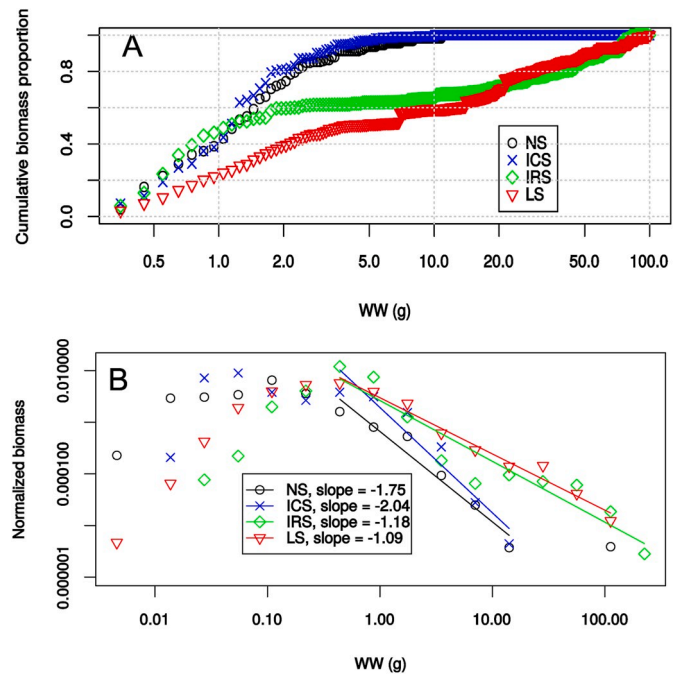 A
Cumulative biomass proportion
0.8
0.4
0.0
NS
ICS
IRS
LS
0.5 1.0 2.0 5.0 10.0 20.0 50.0 100.0
WW (g)
B
Normalized biomass
0.010000
0.000100
0.000001
NS, slope = -1.75
ICS, slope = -2.04
IRS, slope = -1.18
LS, slope = -1.09
0.01 0.10 1.00 10.00 100.00
WW (g)